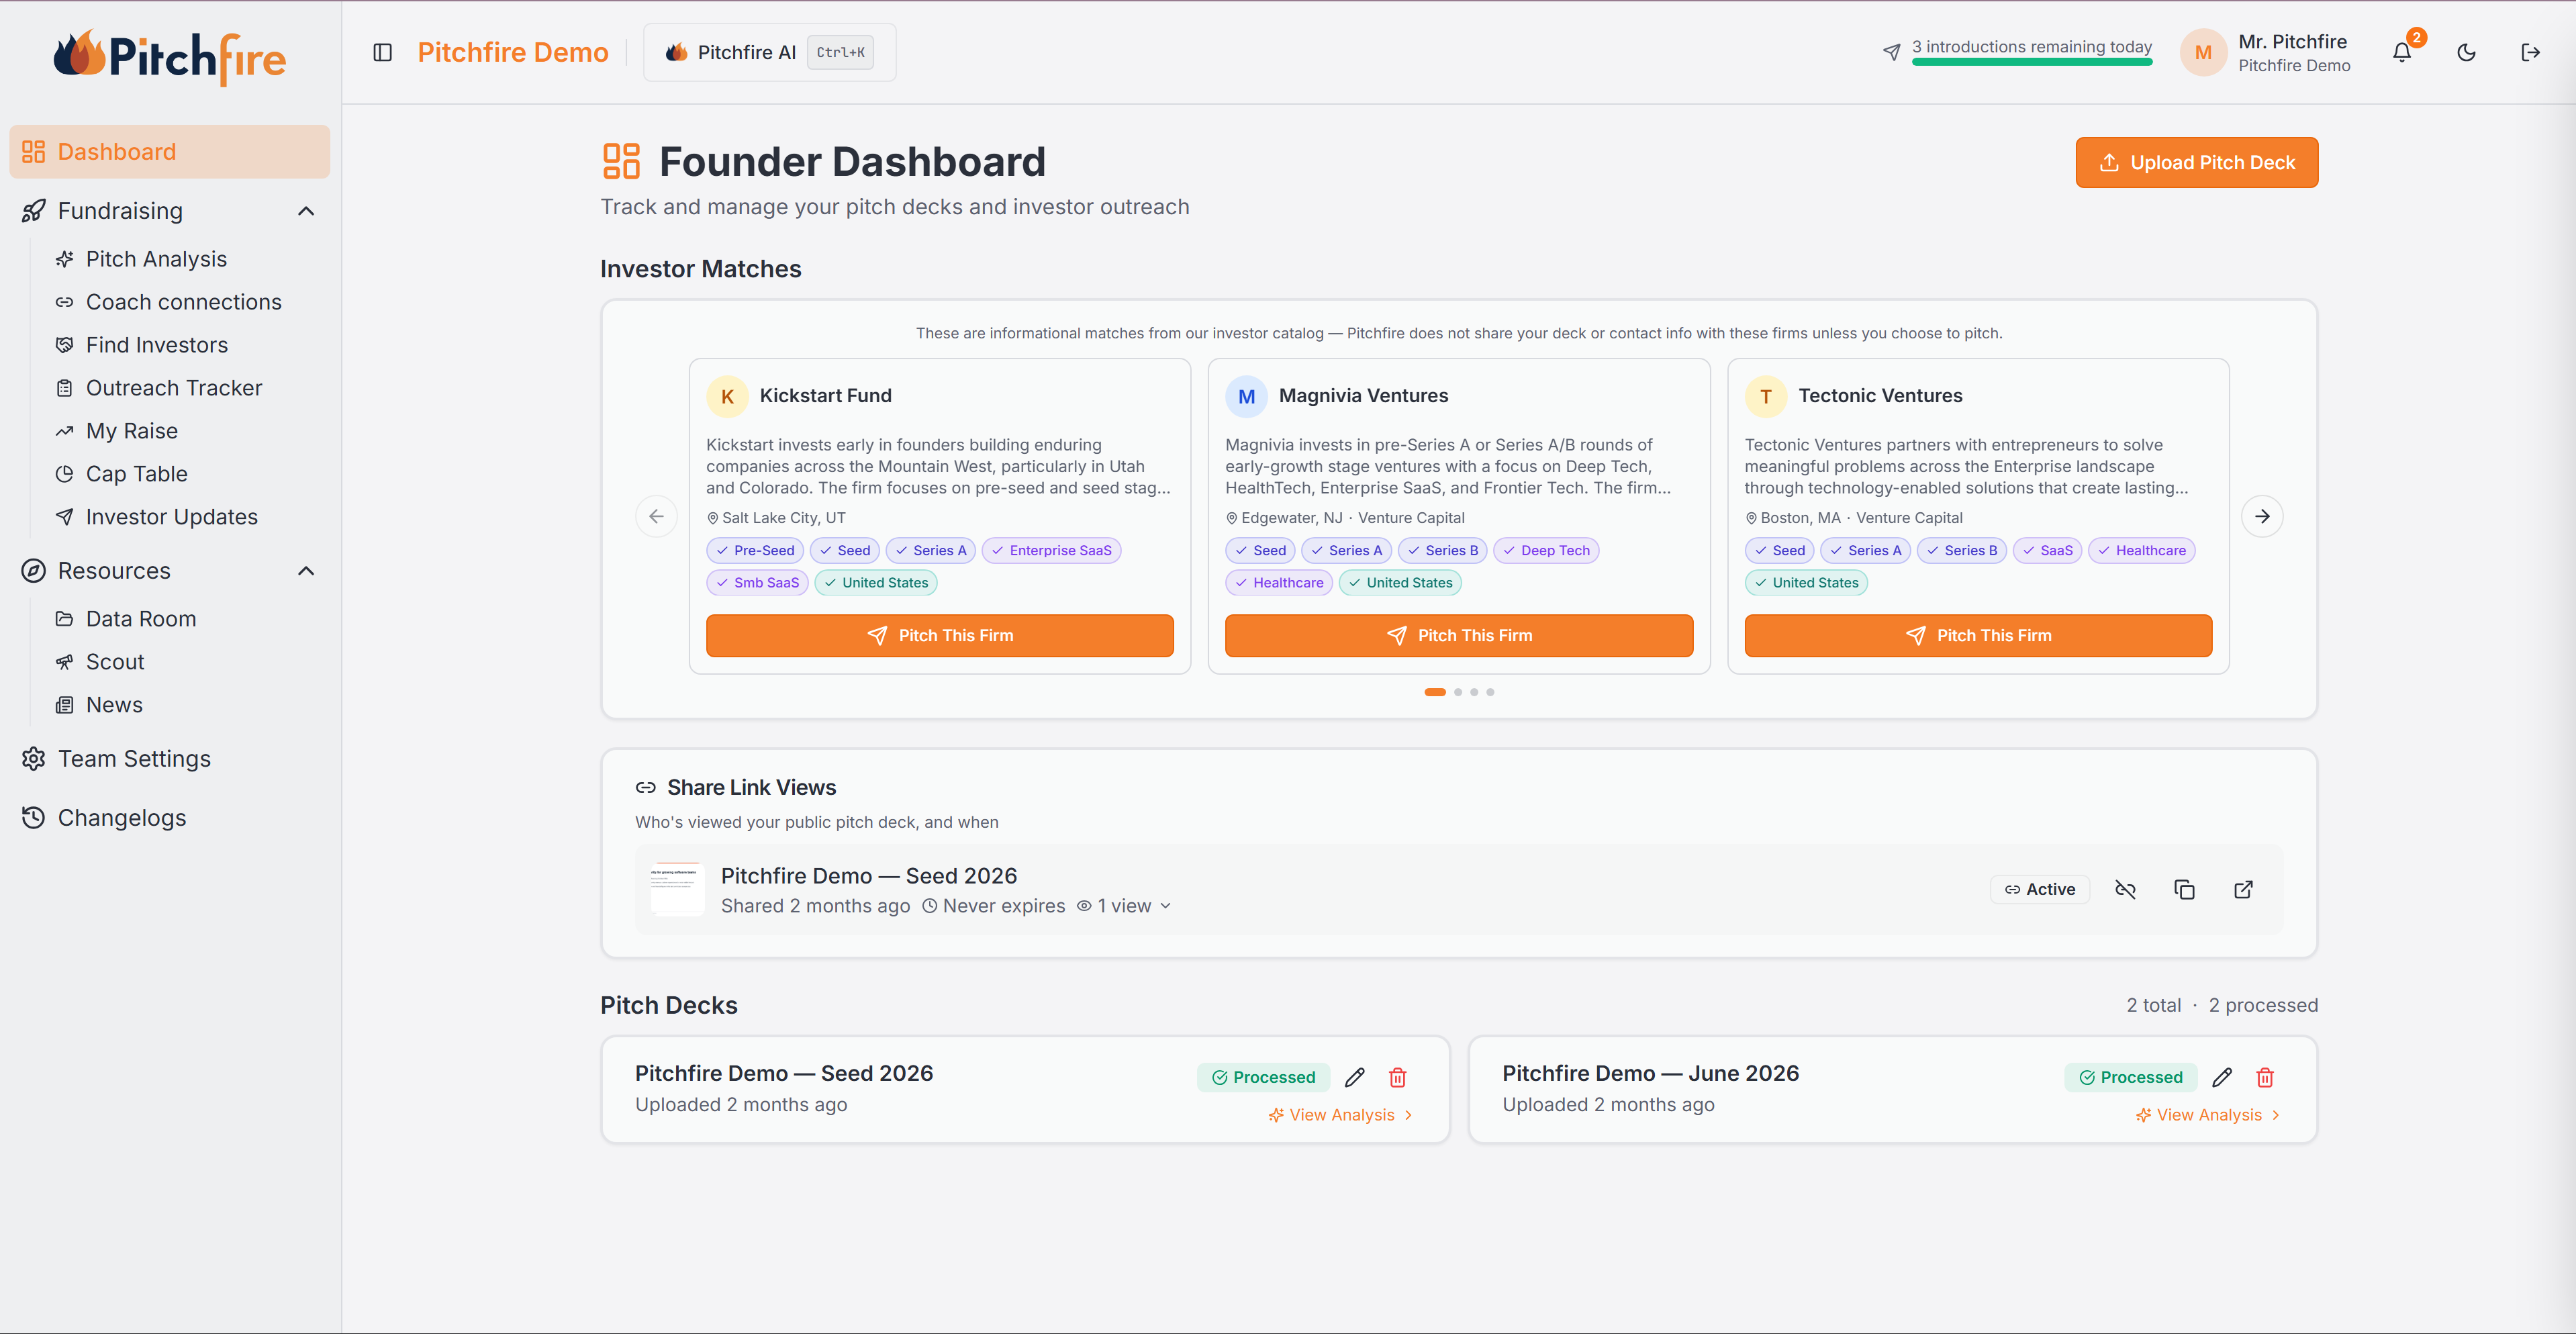 Pitchfire
Pitchfire Demo
Pitchfire AI
Ctrl+K
3 introductions remaining today
M
Mr. Pitchfire
Pitchfire Demo
2
Dashboard
Fundraising
Pitch Analysis
Coach connections
Find Investors
Outreach Tracker
My Raise
Cap Table
Investor Updates
Resources
Data Room
Scout
News
Team Settings
Changelogs
Founder Dashboard
Track and manage your pitch decks and investor outreach
Upload Pitch Deck
Investor Matches
These are informational matches from our investor catalog — Pitchfire does not share your deck or contact info with these firms unless you choose to pitch.
K
Kickstart Fund
Kickstart invests early in founders building enduring
companies across the Mountain West, particularly in Utah
and Colorado. The firm focuses on pre-seed and seed stag...
Salt Lake City, UT
Pre-Seed Seed Series A Enterprise SaaS
Smb SaaS United States
Pitch This Firm
M
Magnivia Ventures
Magnivia invests in pre-Series A or Series A/B rounds of
early-growth stage ventures with a focus on Deep Tech,
HealthTech, Enterprise SaaS, and Frontier Tech. The firm...
Edgewater, NJ · Venture Capital
Seed Series A Series B Deep Tech
Healthcare United States
Pitch This Firm
T
Tectonic Ventures
Tectonic Ventures partners with entrepreneurs to solve
meaningful problems across the Enterprise landscape
through technology-enabled solutions that create lasting...
Boston, MA · Venture Capital
Seed Series A Series B SaaS Healthcare
United States
Pitch This Firm
Share Link Views
Who's viewed your public pitch deck, and when
Pitchfire Demo — Seed 2026
Shared 2 months ago Never expires 1 view
Active
Pitch Decks
2 total · 2 processed
Pitchfire Demo — Seed 2026
Uploaded 2 months ago
Processed
View Analysis
Pitchfire Demo — June 2026
Uploaded 2 months ago
Processed
View Analysis